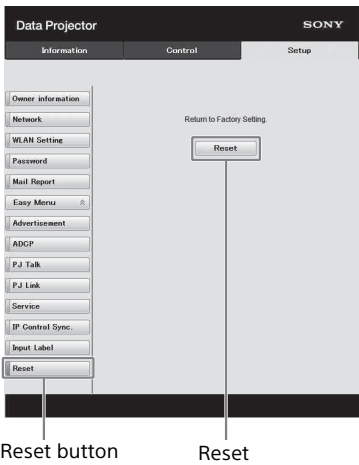 Data Projector
SONY
Information
Control
Setup
Owner information
Network
WLAN Setting
Password
Mail Report
Easy Menu
Advertisement
ADCP
PJ Talk
PJ Link
Service
IP Control Sync.
Input Label
Reset
Return to Factory Setting.
Reset
Reset button
Reset